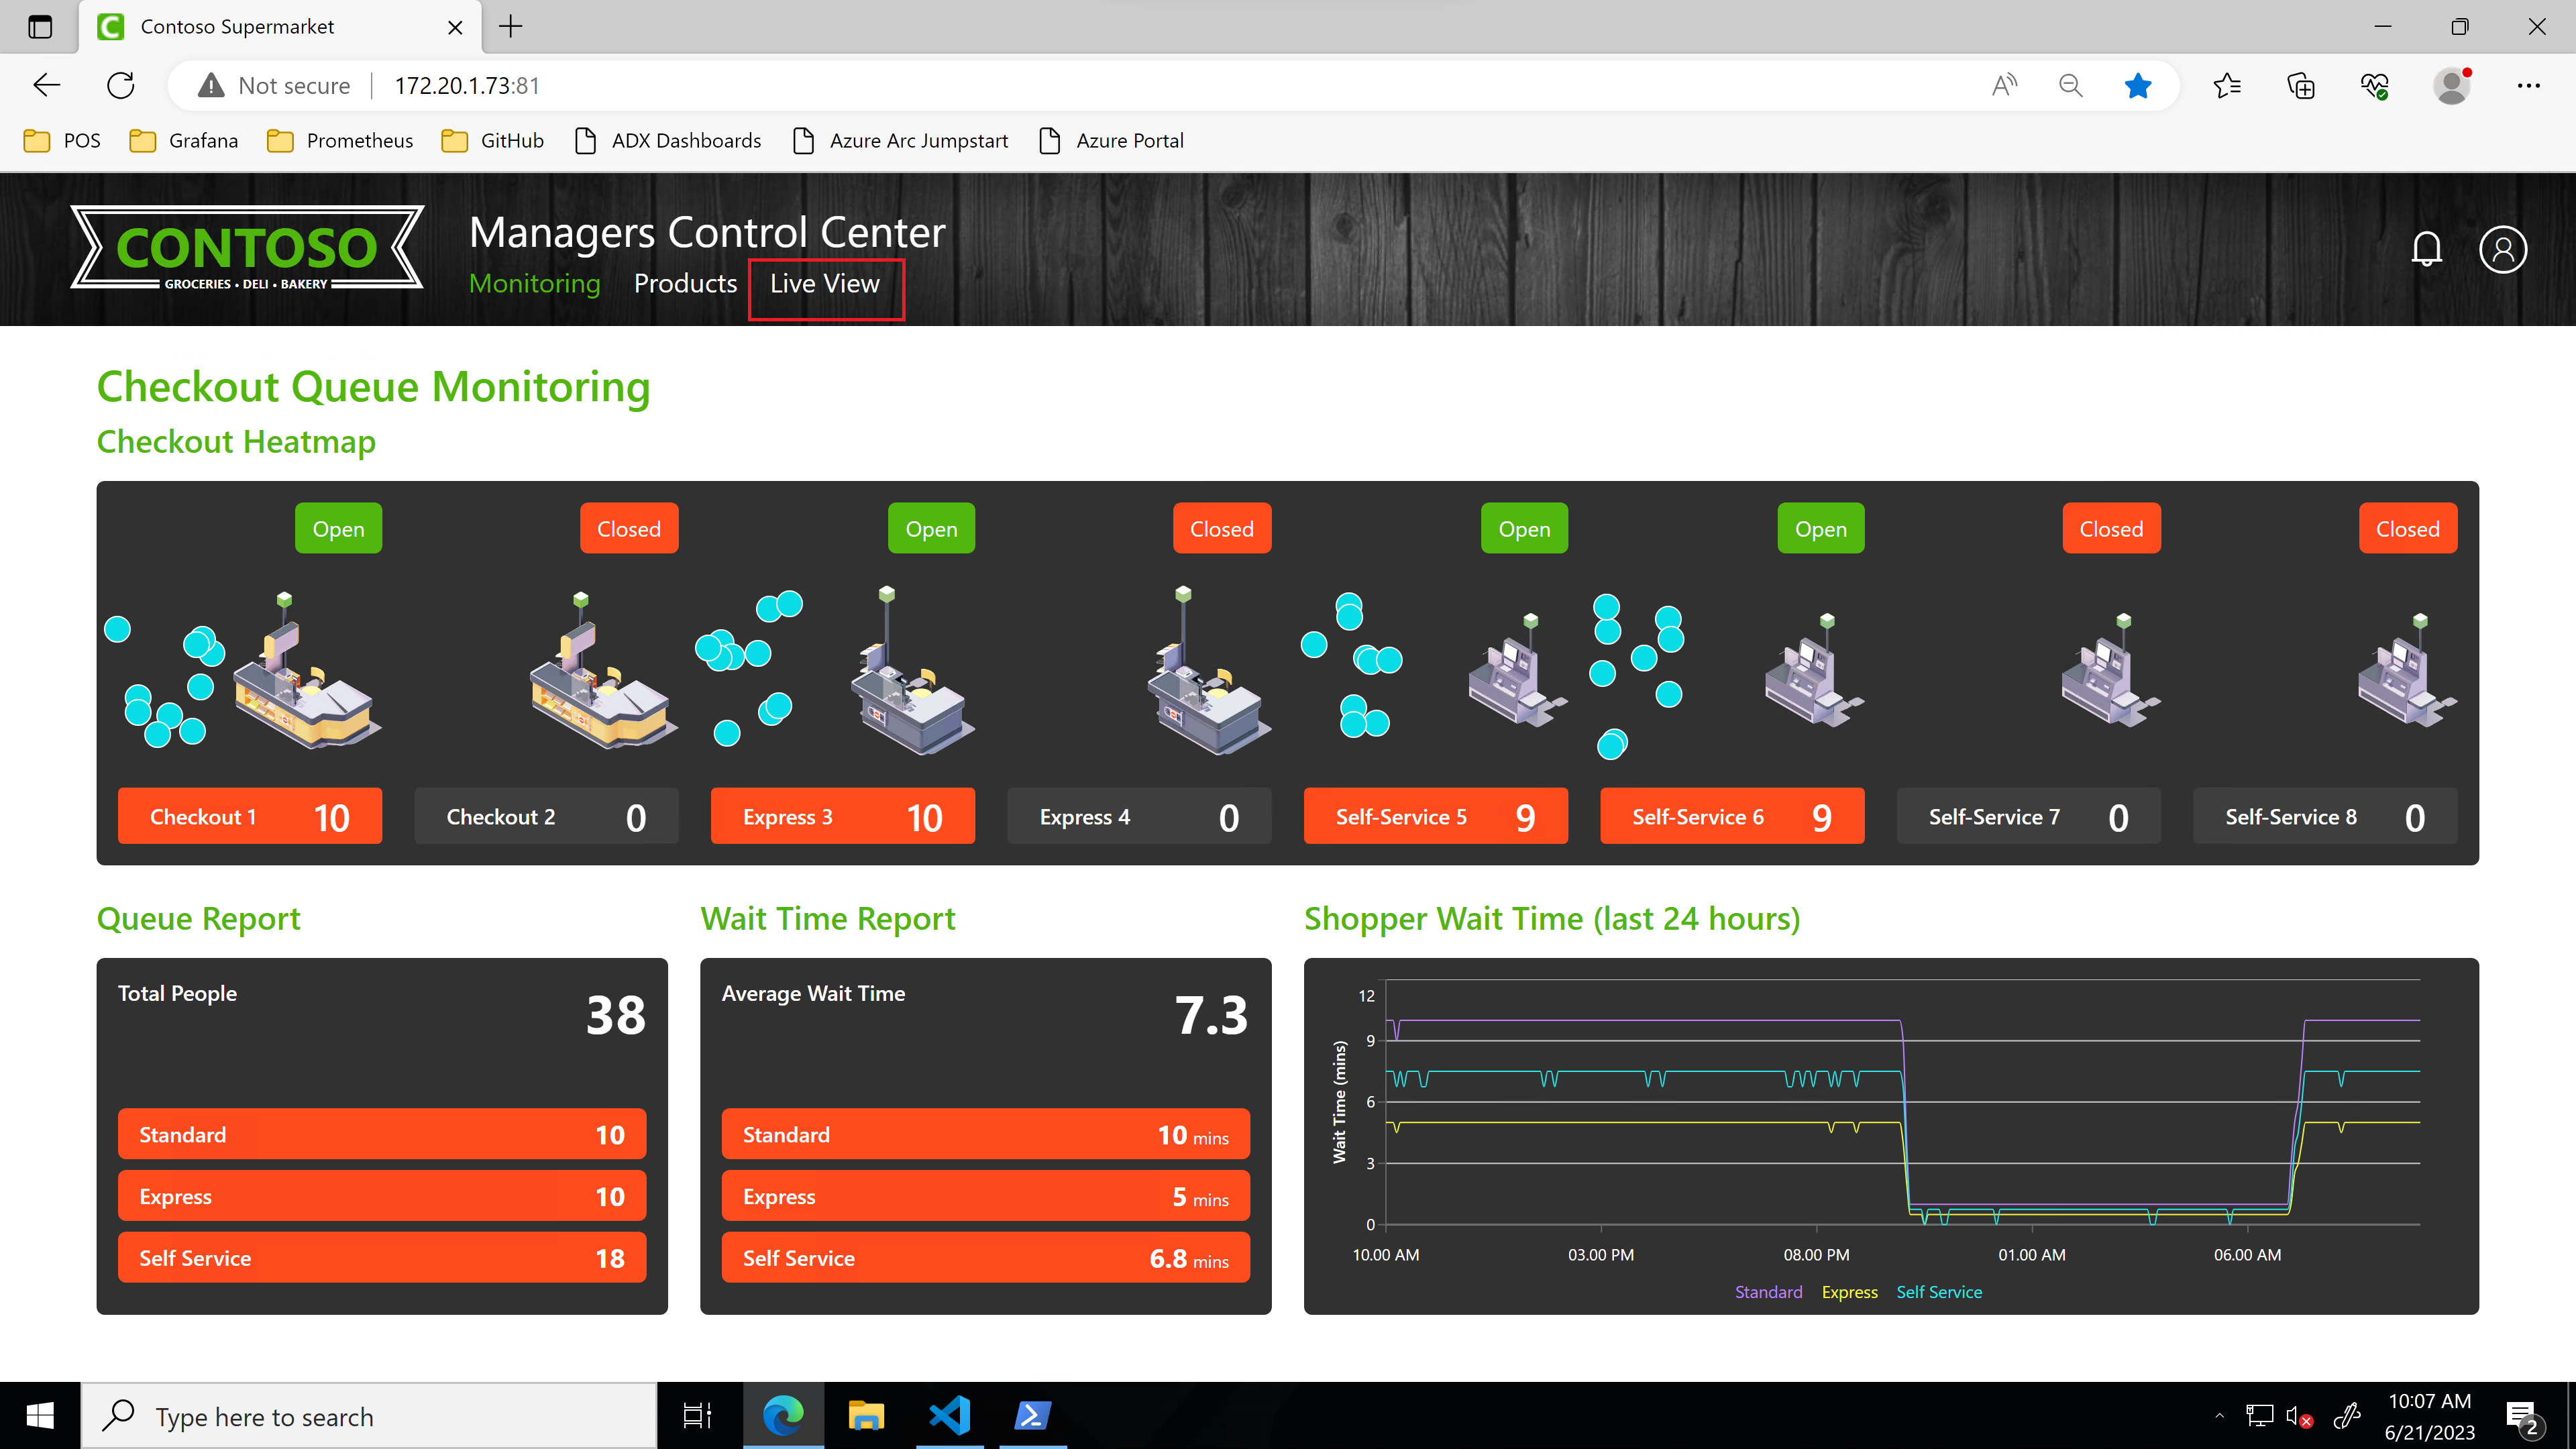 Contoso Supermarket
Not secure 172.20.1.73:81
POS Grafana Prometheus GitHub ADX Dashboards Azure Arc Jumpstart Azure Portal
CONTOSO
GROCERIES • DELI • BAKERY
Managers Control Center
Monitoring Products Live View
Checkout Queue Monitoring
Checkout Heatmap
Open Closed Open Closed Open Open Closed Closed
Checkout 1 10 Checkout 2 0 Express 3 10 Express 4 0 Self-Service 5 9 Self-Service 6 9 Self-Service 7 0 Self-Service 8 0
Queue Report
Total People 38
Standard 10
Express 10
Self Service 18
Wait Time Report
Average Wait Time 7.3
Standard 10 mins
Express 5 mins
Self Service 6.8 mins
Shopper Wait Time (last 24 hours)
Wait Time (mins)
12
9
6
3
0
10.00 AM 03.00 PM 08.00 PM 01.00 AM 06.00 AM
Standard Express Self Service
Type here to search
10:07 AM
6/21/2023
2